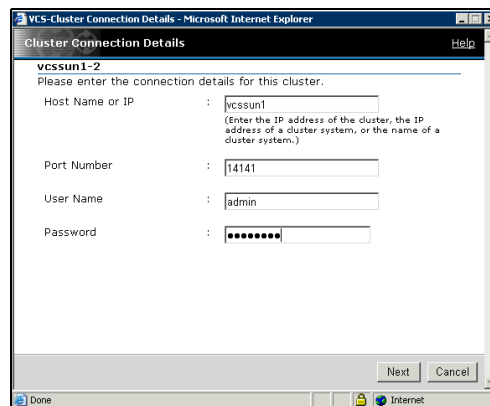 VCS-Cluster Connection Details - Microsoft Internet Explorer
Cluster Connection Details Help
vcssun1-2
Please enter the connection details for this cluster.
Host Name or IP : vcssun1
(Enter the IP address of the cluster, the IP
address of a cluster system, or the name of a
cluster system.)
Port Number : 14141
User Name : admin
Password : ●●●●●●●●
Next Cancel
Done Internet